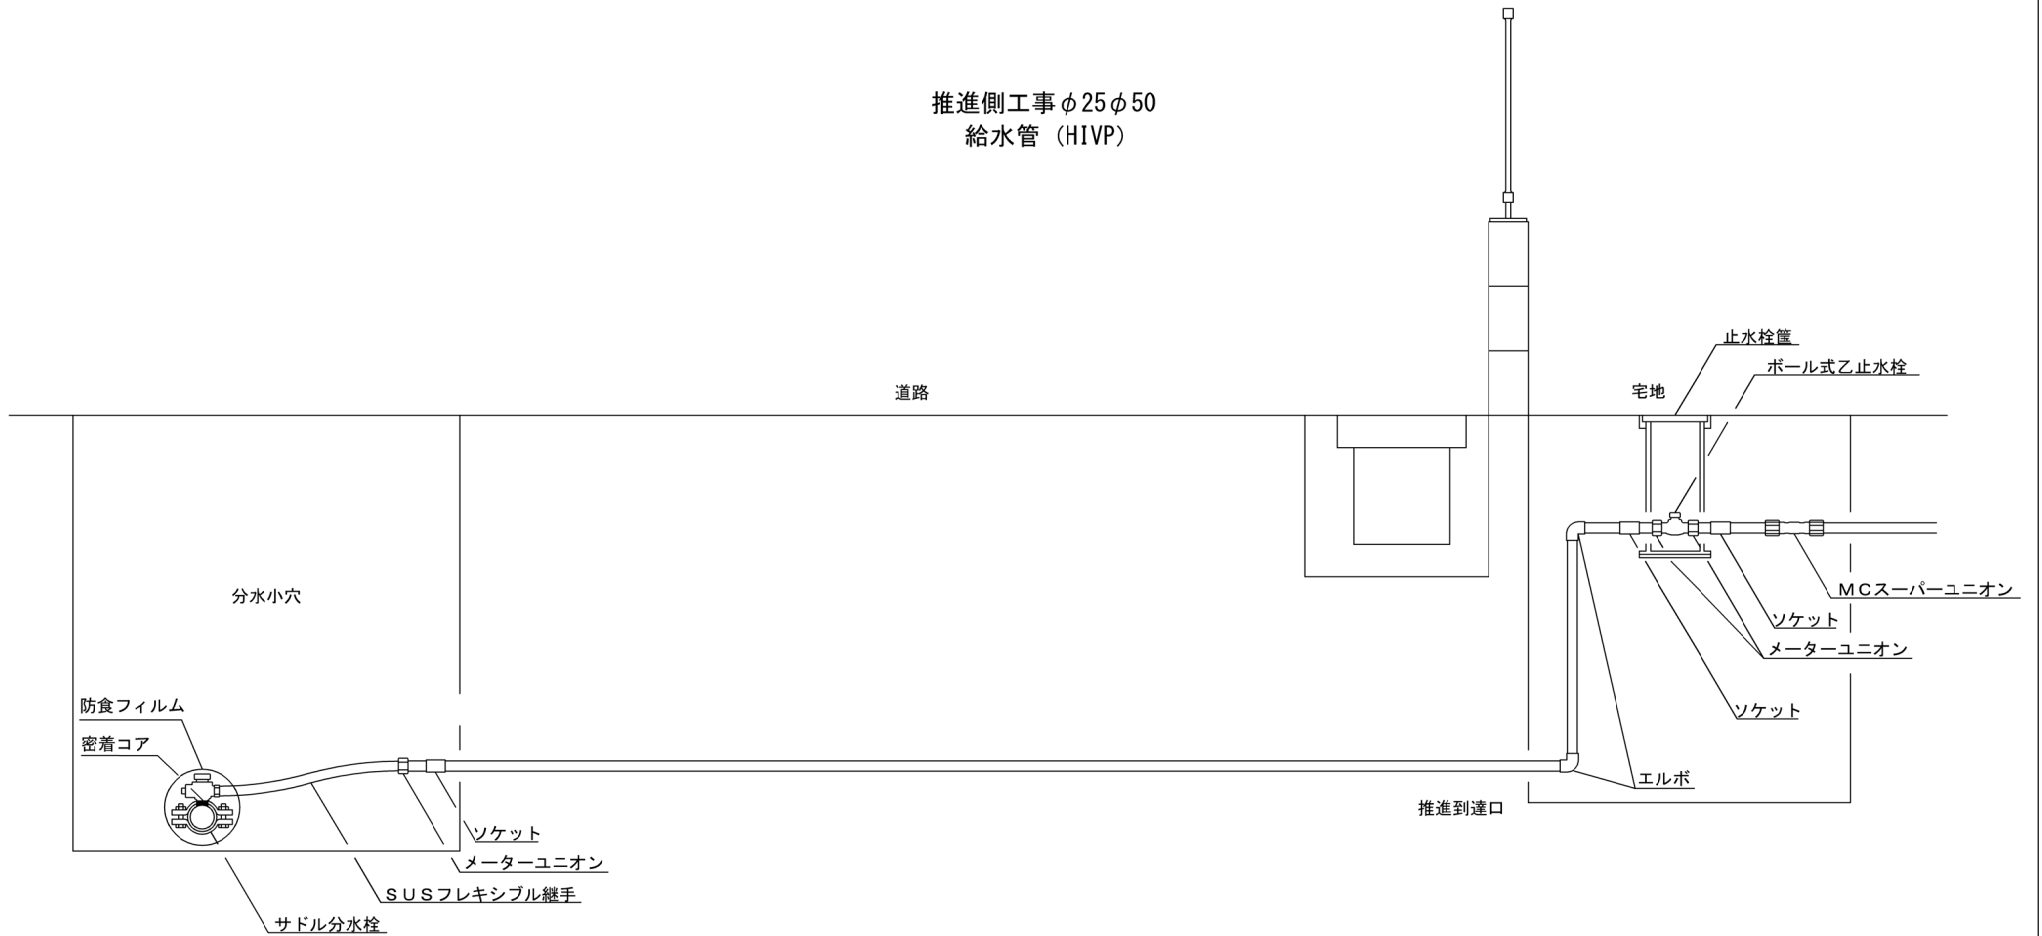 推進側工事φ25φ50
給水管（HIVP）
止水栓筐
ボール式乙止水栓
道路
宅地
分水小穴
MCスーパーユニオン
ソケット
メーターユニオン
ソケット
防食フィルム
密着コア
エルボ
推進到達口
ソケット
メーターユニオン
SUSフレキシブル継手
サドル分水栓